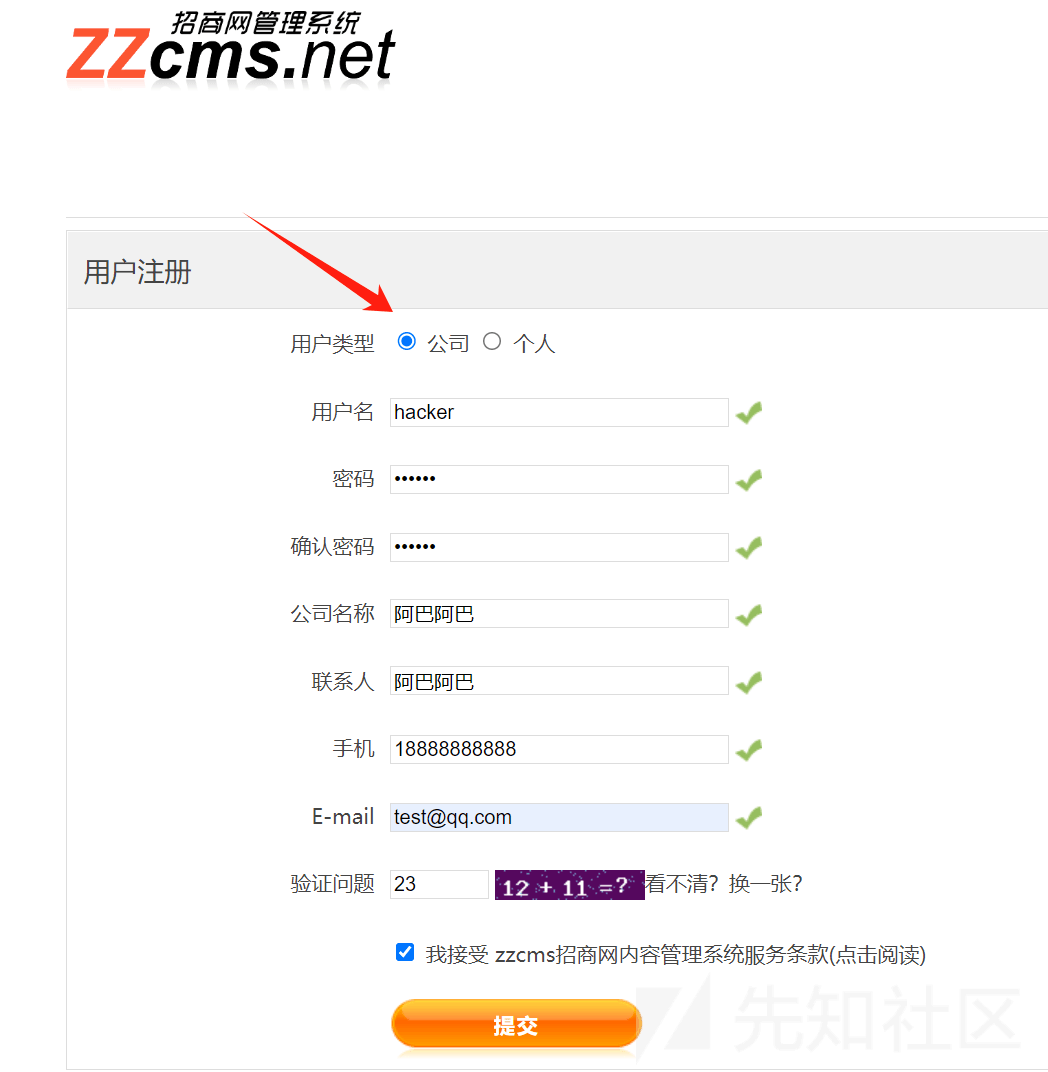 招商网管理系统
ZZcms.net
用户注册
用户类型 公司 个人
用户名 hacker
密码 ••••••
确认密码 ••••••
公司名称 阿巴阿巴
联系人 阿巴阿巴
手机 18888888888
E-mail test@qq.com
验证问题 23 12 + 11 =? 看不清？换一张？
我接受 zzcms招商网内容管理系统服务条款(点击阅读)
提交
先知社区